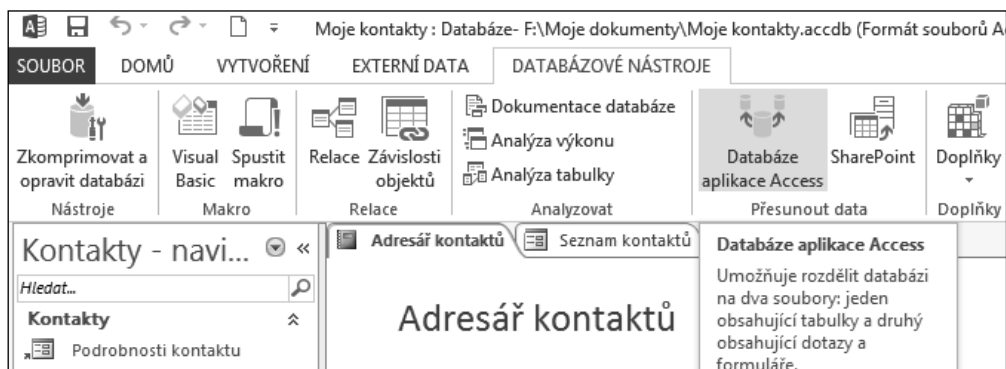 Moje kontakty : Databáze- F:\Moje dokumenty\Moje kontakty.accdb (Formát souborů A
SOUBOR DOMŮ VYTVOŘENÍ EXTERNÍ DATA DATABÁZOVÉ NÁSTROJE
Zkomprimovat a opravit databázi
Visual Basic
Spustit makro
Relace
Závislosti objektů
Dokumentace databáze
Analýza výkonu
Analýza tabulky
Databáze aplikace Access
SharePoint
Doplňky
Nástroje Makro Relace Analyzovat Přesunout data Doplňky
Kontakty - navi...
Hledat...
Kontakty
Podrobnosti kontaktu
Adresář kontaktů
Seznam kontaktů
Adresář kontaktů
Databáze aplikace Access
Umožňuje rozdělit databázi
na dva soubory: jeden
obsahující tabulky a druhý
obsahující dotazy a
formuláře.